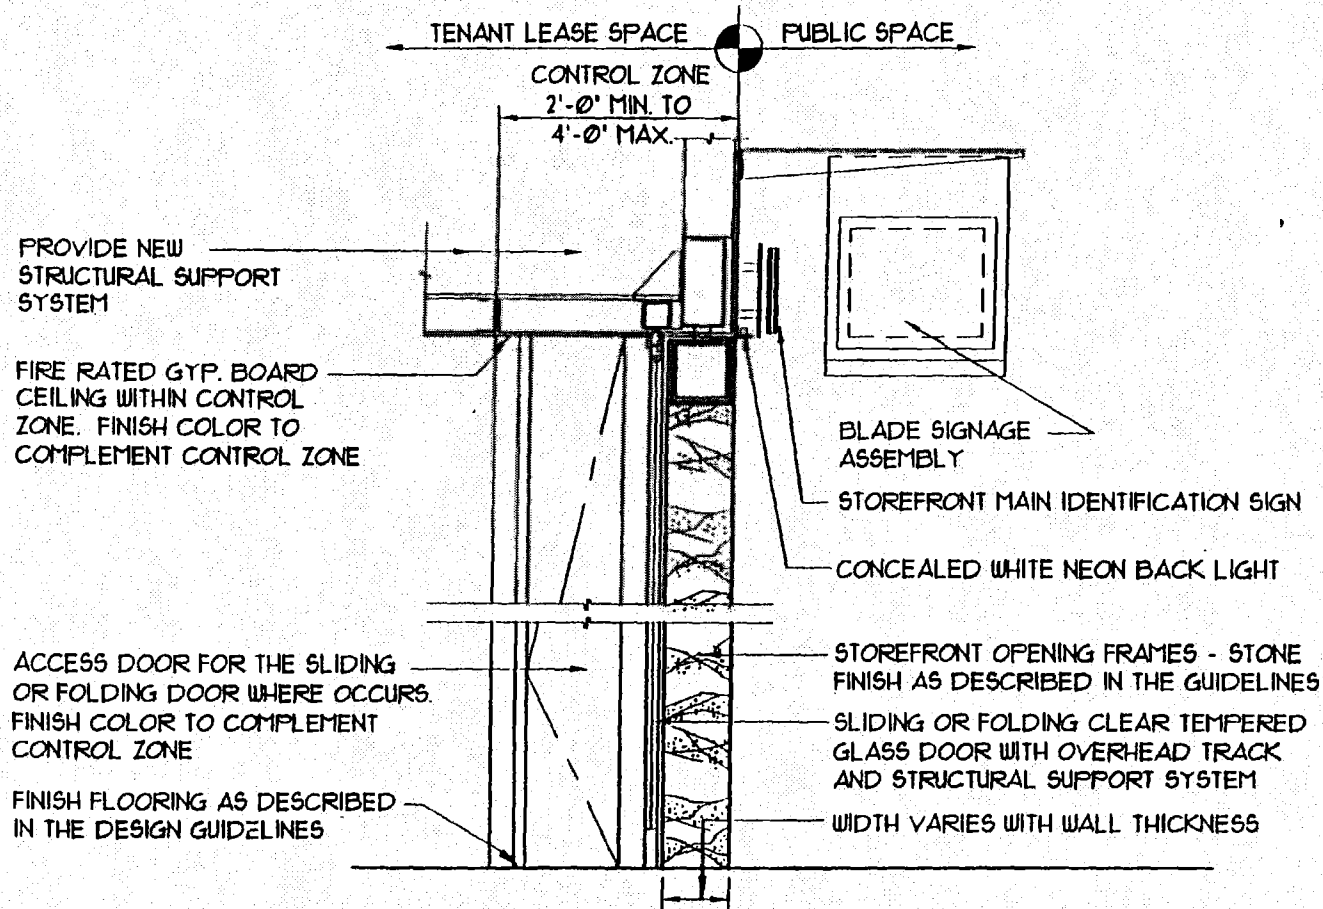 TENANT LEASE SPACE
PUBLIC SPACE
CONTROL ZONE
2'-0" MIN. TO
4'-0" MAX.
PROVIDE NEW
STRUCTURAL SUPPORT
SYSTEM
FIRE RATED GYP. BOARD
CEILING WITHIN CONTROL
ZONE. FINISH COLOR TO
COMPLEMENT CONTROL ZONE
ACCESS DOOR FOR THE SLIDING
OR FOLDING DOOR WHERE OCCURS.
FINISH COLOR TO COMPLEMENT
CONTROL ZONE
FINISH FLOORING AS DESCRIBED
IN THE DESIGN GUIDELINES
BLADE SIGNAGE
ASSEMBLY
STOREFRONT MAIN IDENTIFICATION SIGN
CONCEALED WHITE NEON BACK LIGHT
STOREFRONT OPENING FRAMES - STONE
FINISH AS DESCRIBED IN THE GUIDELINES
SLIDING OR FOLDING CLEAR TEMPERED
GLASS DOOR WITH OVERHEAD TRACK
AND STRUCTURAL SUPPORT SYSTEM
WIDTH VARIES WITH WALL THICKNESS